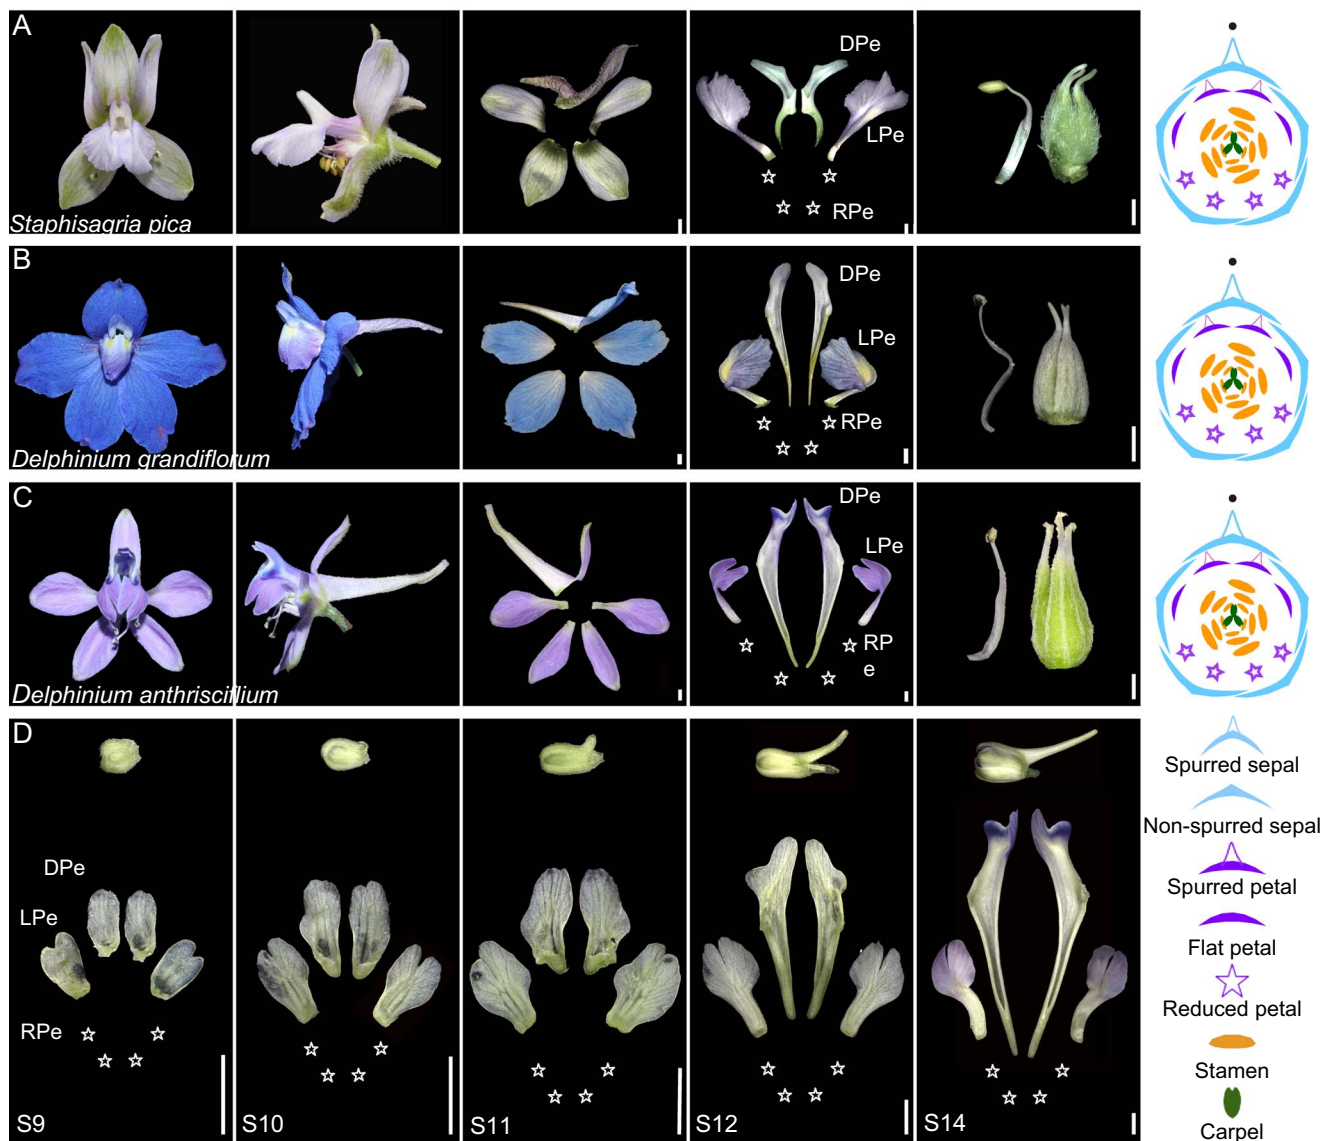 A
DPe
LPe
RPe
Staphisagria pica
B
DPe
LPe
RPe
Delphinium grandiflorum
C
DPe
LPe
RP
e
Delphinium anthriscifilium
D
DPe
LPe
RPe
S9
S10
S11
S12
S14
Spurred sepal
Non-spurred sepal
Spurred petal
Flat petal
Reduced petal
Stamen
Carpel